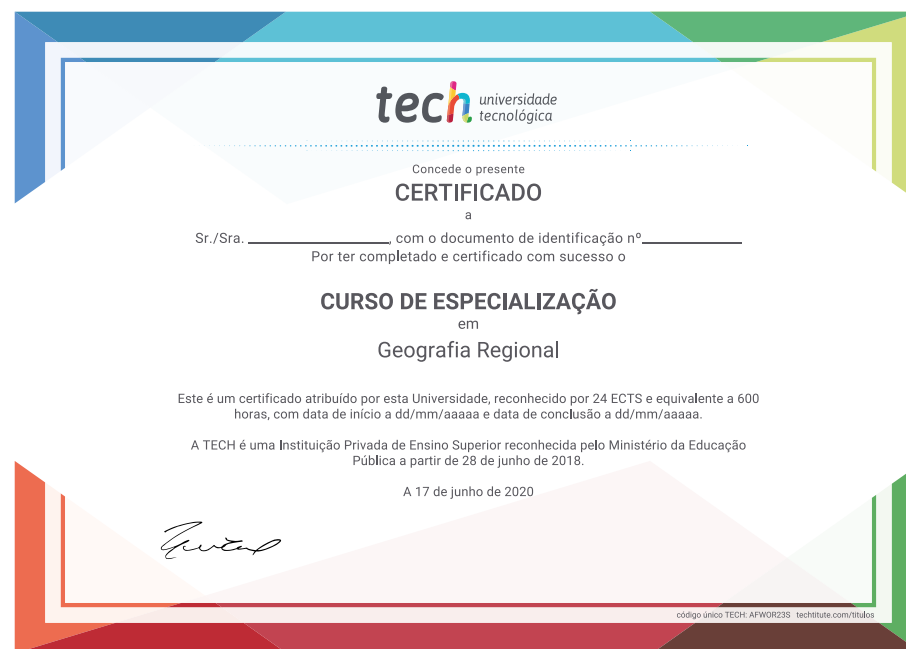 tech universidade
tecnológica
Concede o presente
CERTIFICADO
a
Sr./Sra. ________________, com o documento de identificação nº____________
Por ter completado e certificado com sucesso o
CURSO DE ESPECIALIZAÇÃO
em
Geografia Regional
Este é um certificado atribuído por esta Universidade, reconhecido por 24 ECTS e equivalente a 600
horas, com data de início a dd/mm/aaaaa e data de conclusão a dd/mm/aaaaa.
A TECH é uma Instituição Privada de Ensino Superior reconhecida pelo Ministério da Educação
Pública a partir de 28 de junho de 2018.
A 17 de junho de 2020
código único TECH: AFWOR23S techtitute.com/titulos